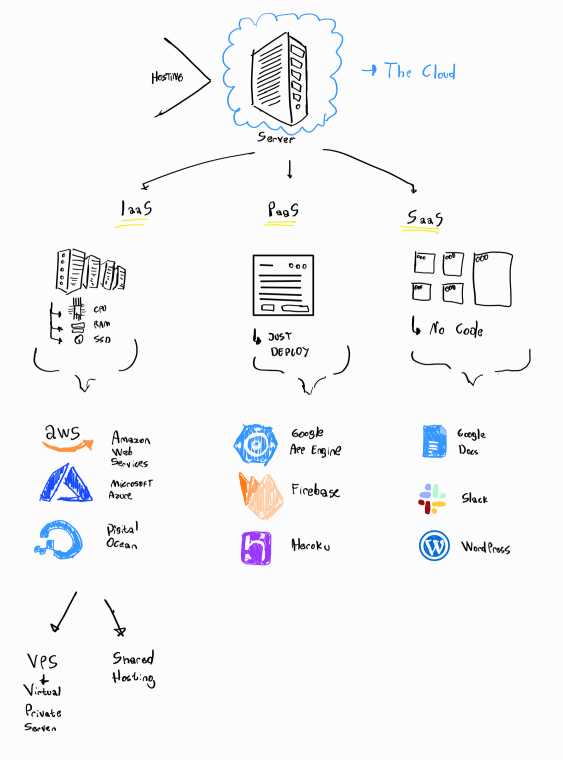 HOSTING
→ The Cloud
Server
IaaS
PaaS
SaaS
CPU
RAM
SSD
JUST
DEPLOY
No Code
aws
Amazon
Web
Services
Google
App Engine
Google
Docs
Microsoft
Azure
Firebase
Slack
Digital
Ocean
Heroku
WordPress
VPS
Virtual
Private
Server
Shared
Hosting